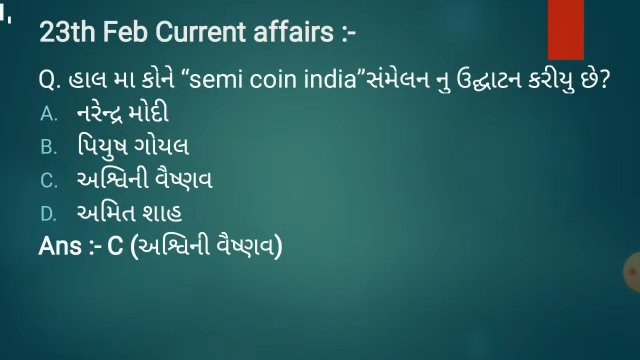 23th Feb Current affairs :-
Q. હાલ મા કોને “semi coin india”સંમેલન નુ ઉદ્ઘાટન કરીયુ છે?
A. નરેન્દ્ર મોદી
B. પિયુષ ગોયલ
C. અશ્વિની વૈષ્ણવ
D. અમિત શાહ
Ans :- C (અશ્વિની વૈષ્ણવ)